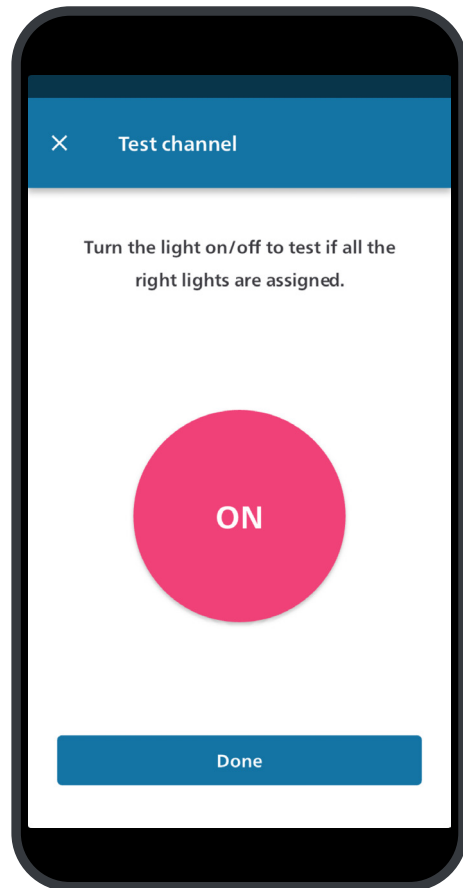 Test channel
Turn the light on/off to test if all the
right lights are assigned.
ON
Done